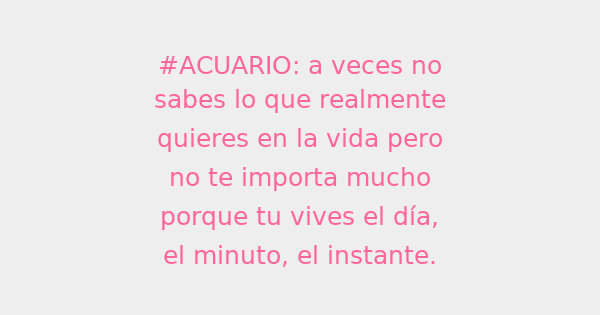 #ACUARIO: a veces no
sabes lo que realmente
quieres en la vida pero
no te importa mucho
porque tu vives el día,
el minuto, el instante.